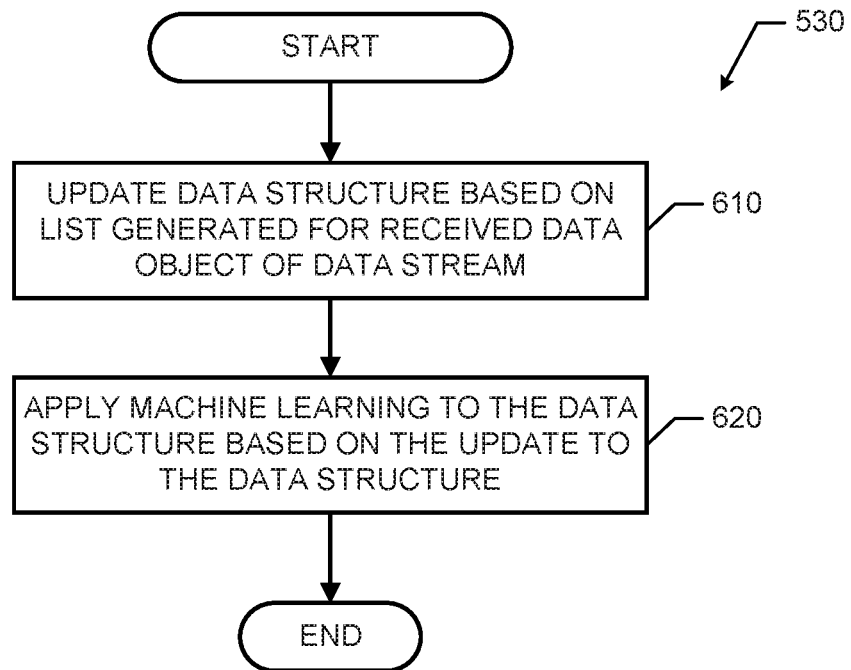 START
530
UPDATE DATA STRUCTURE BASED ON
LIST GENERATED FOR RECEIVED DATA
OBJECT OF DATA STREAM
610
APPLY MACHINE LEARNING TO THE DATA
STRUCTURE BASED ON THE UPDATE TO
THE DATA STRUCTURE
620
END